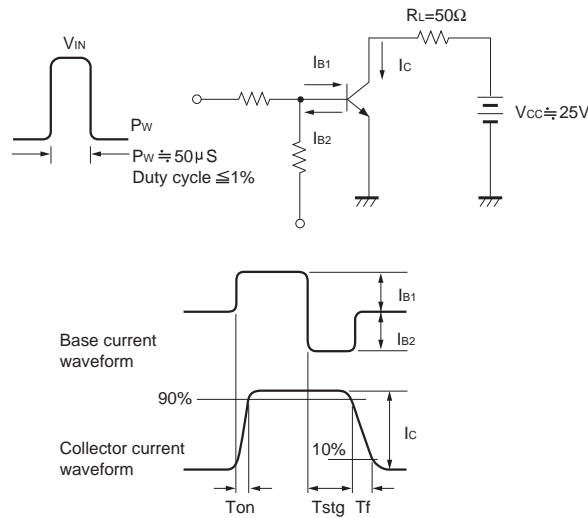 RL=50Ω
VIN
IB1
IC
PW
IB2
VCC≒25V
PW≒50μS
Duty cycle ≦1%
IB1
Base current
waveform
IB2
90%
IC
Collector current
waveform
10%
Ton
Tstg
Tf